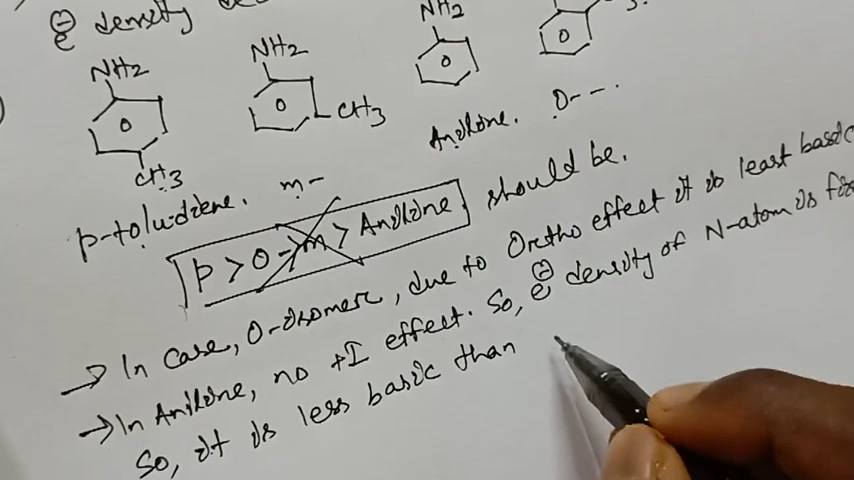 e density
NH2
NH2
NH2
CH3
CH3
Aniline. O- - -.
p-toluidiene. m-
p > O - > m > Aniline should be.
→ In case, O-isomer, due to Ortho effect it is least basic
→ In Aniline, no +I effect. So, e density of N-atom is
So, it is less basic than